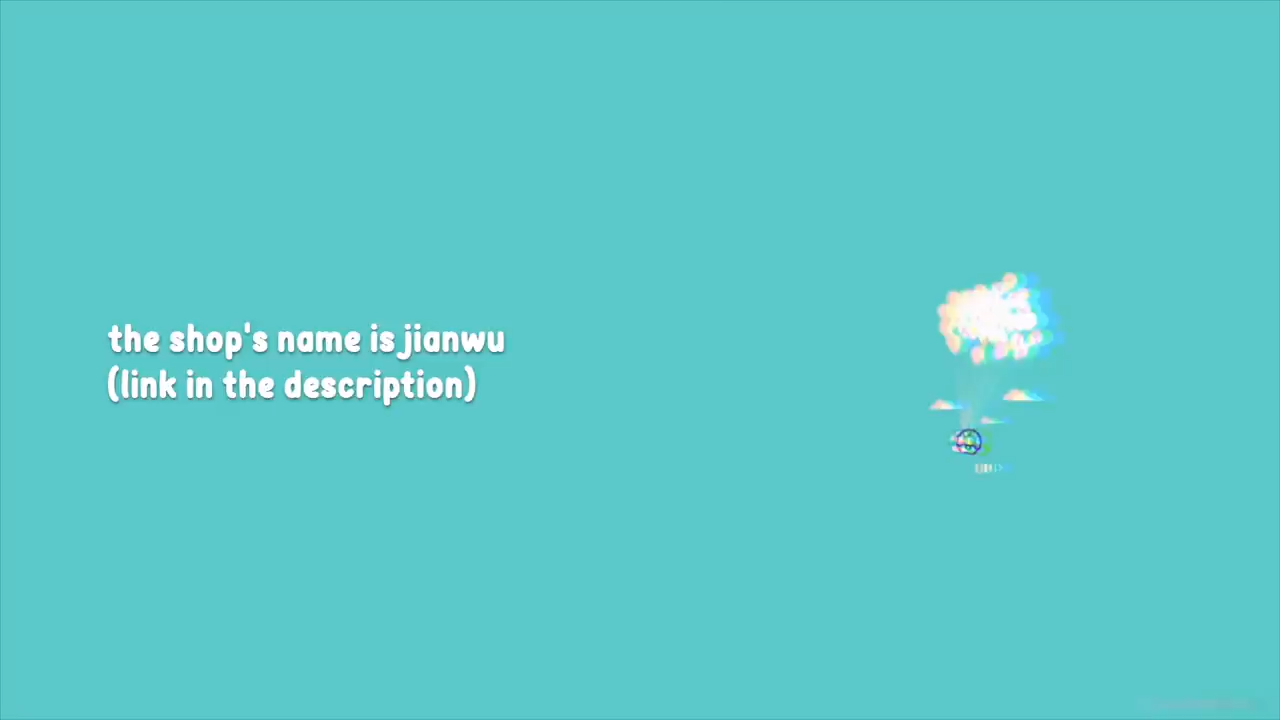 the shop's name is jianwu
(link in the description)